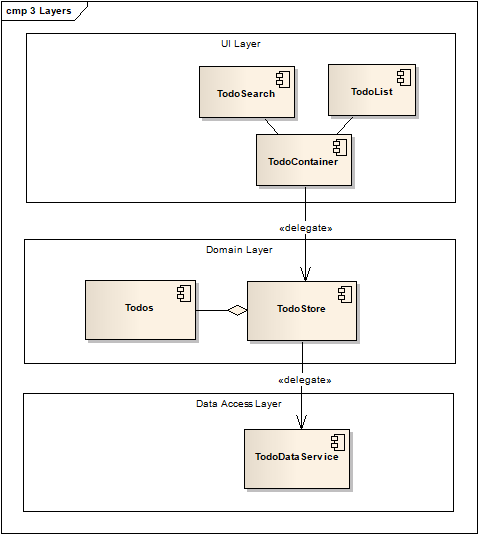 cmp 3 Layers
UI Layer
TodoSearch
TodoList
TodoContainer
«delegate»
Domain Layer
Todos
TodoStore
«delegate»
Data Access Layer
TodoDataService